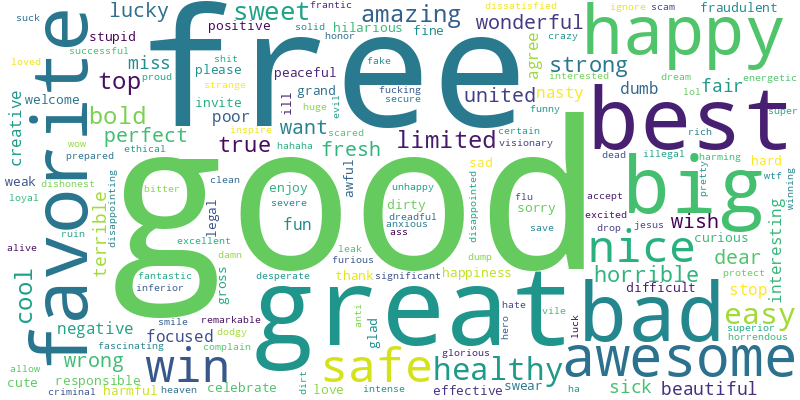 suck
lucky
sweet
frantic
dissatisfied
ignore
scam
fraudulent
positive
solid
hilarious
amazing
wonderful
happy
stupid
honor
fine
crazy
successful
free
favorite
loved
miss
shit
please
peaceful
fake
agree
strong
interested
dream
energetic
top
proud
strange
grand
fucking
secure
united
nasty
dumb
fair
lol
creative
welcome
invite
ill
huge
evil
funny
super
bold
poor
want
limited
best
rich
wow
perfect
inspire
scared
certain
true
hahaha
visionary
prepared
ethical
fresh
dead
illegal
harming
weak
dishonest
bitter
clean
awful
sad
hard
wtf
good
big
pretty
winning
loyal
disappointing
enjoy
unhappy
flu
accept
severe
dirty
disappointed
sorry
excited
wish
ruin
terrible
legal
fun
dreadful
anxious
ass
save
drop
jesus
curious
interesting
alive
excellent
leak
nice
dear
cool
damn
furious
dump
protect
fantastic
gross
desperate
thank
significant
happiness
horrible
stop
inferior
great
bad
difficult
negative
smile
remarkable
anti
hate
vile
easy
focused
dodgy
glad
hero
luck
superior
fascinating
complain
glorious
horrendous
wrong
win
safe
healthy
awesome
allow
cute
responsible
dirt
criminal
harmful
heaven
celebrate
love
intense
effective
swear
ha
sick
beautiful